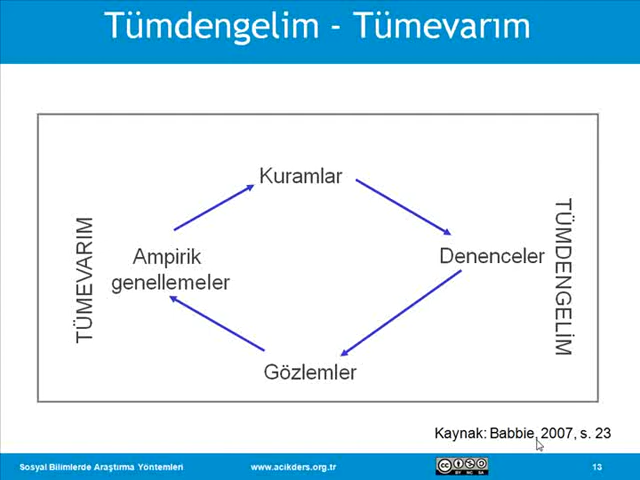 Tümdengelim - Tümevarım
Kuramlar
TÜMEVARIM
Ampirik
genellemeler
Denenceler
TÜMDENGELİM
Gözlemler
Kaynak: Babbie, 2007, s. 23
Sosyal Bilimlerde Araştırma Yöntemleri
www.acikders.org.tr
13